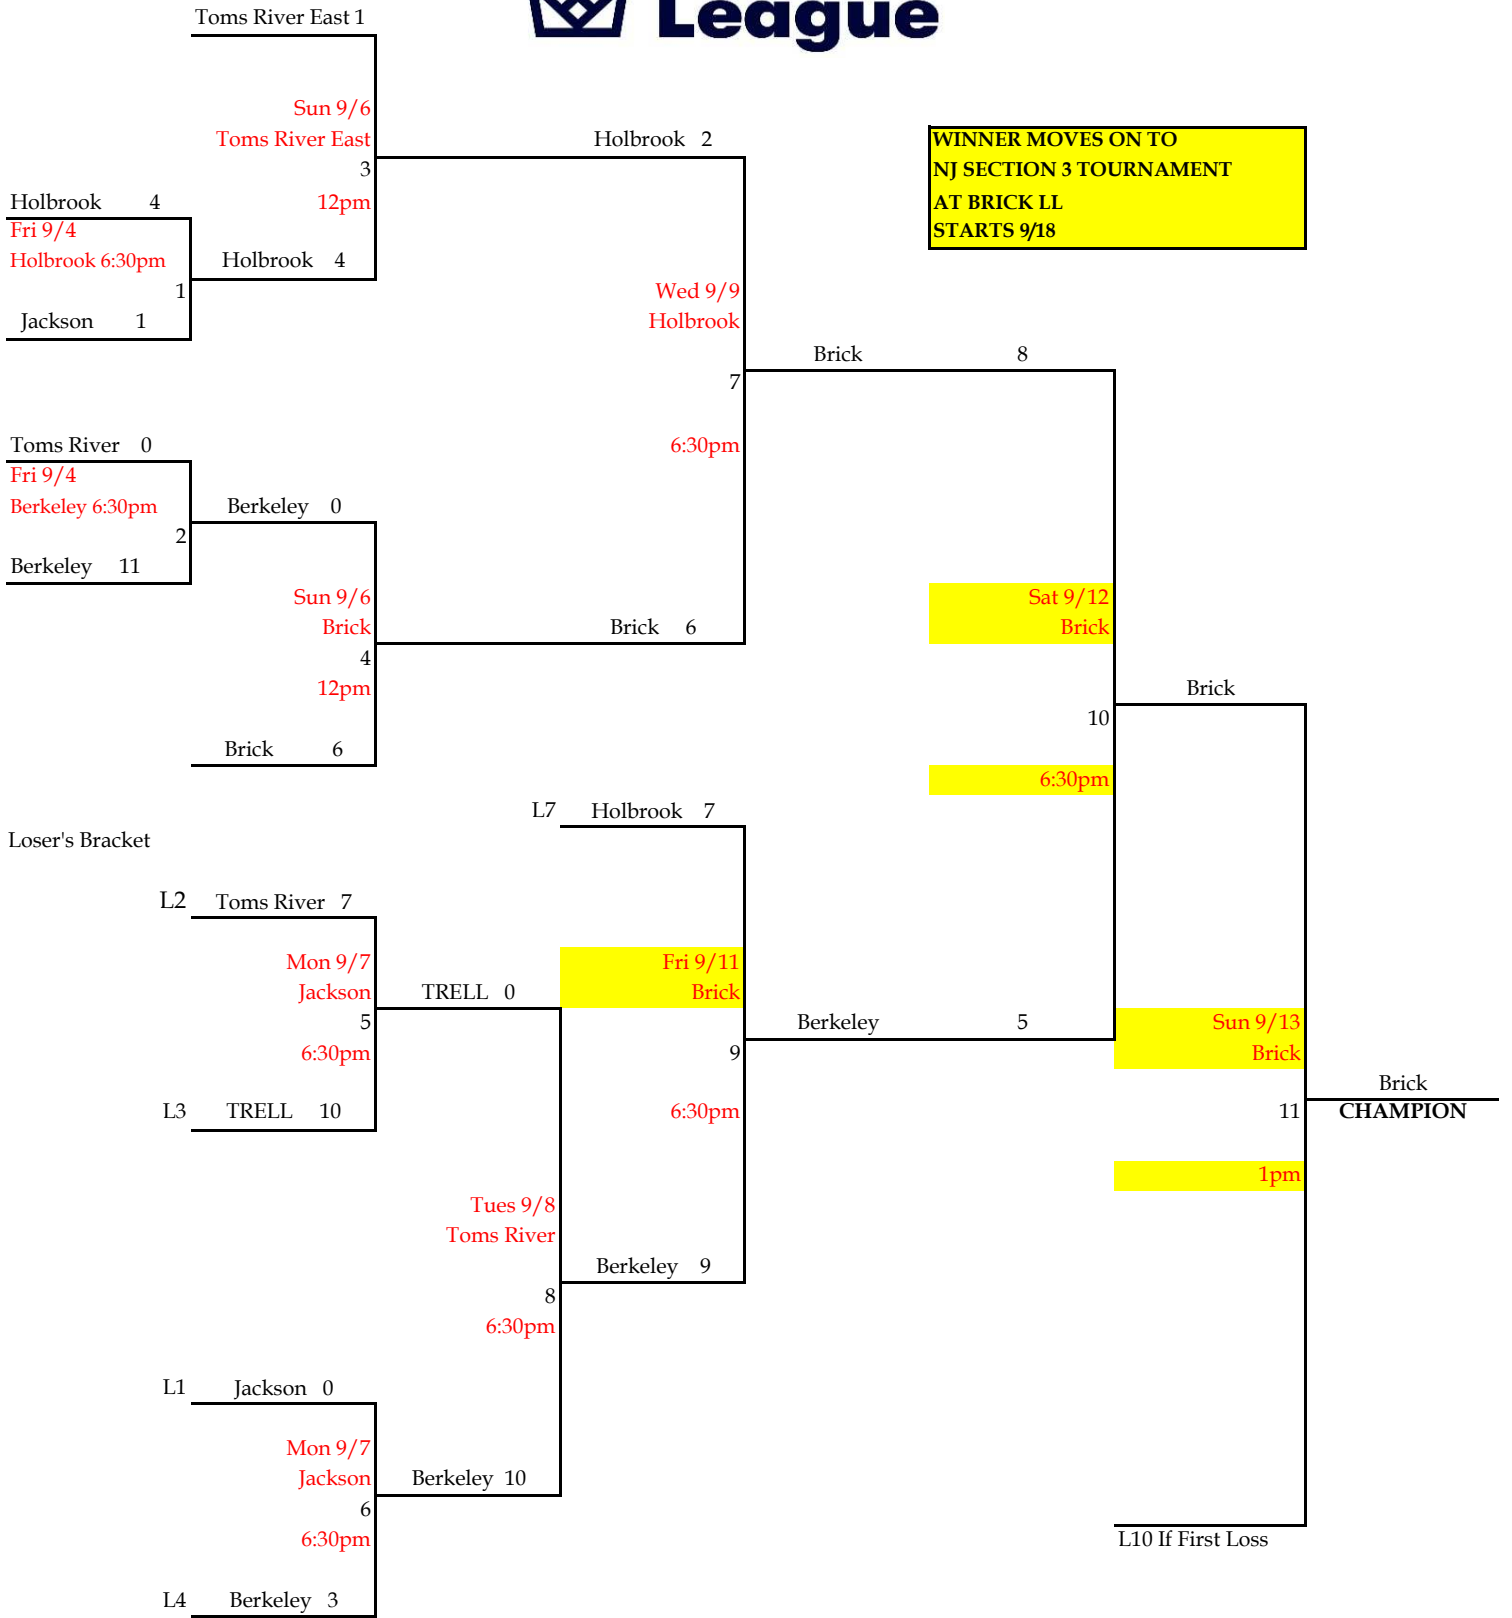 League
Toms River East 1
Sun 9/6
Toms River East
3
12pm
Holbrook 4
Fri 9/4
Holbrook 6:30pm
1
Jackson 1
Holbrook 4
Holbrook 2
WINNER MOVES ON TO
NJ SECTION 3 TOURNAMENT
AT BRICK LL
STARTS 9/18
Wed 9/9
Holbrook
7
6:30pm
Brick 8
Toms River 0
Fri 9/4
Berkeley 6:30pm
2
Berkeley 11
Berkeley 0
Sun 9/6
Brick
4
12pm
Brick 6
Brick 6
Sat 9/12
Brick
10
6:30pm
Brick
L7 Holbrook 7
Loser's Bracket
L2 Toms River 7
Mon 9/7
Jackson
5
6:30pm
L3 TRELL 10
TRELL 0
Fri 9/11
Brick
9
6:30pm
Berkeley 5
Sun 9/13
Brick
11
1pm
Brick
CHAMPION
Tues 9/8
Toms River
8
6:30pm
Berkeley 9
L1 Jackson 0
Mon 9/7
Jackson
6
6:30pm
L4 Berkeley 3
Berkeley 10
L10 If First Loss